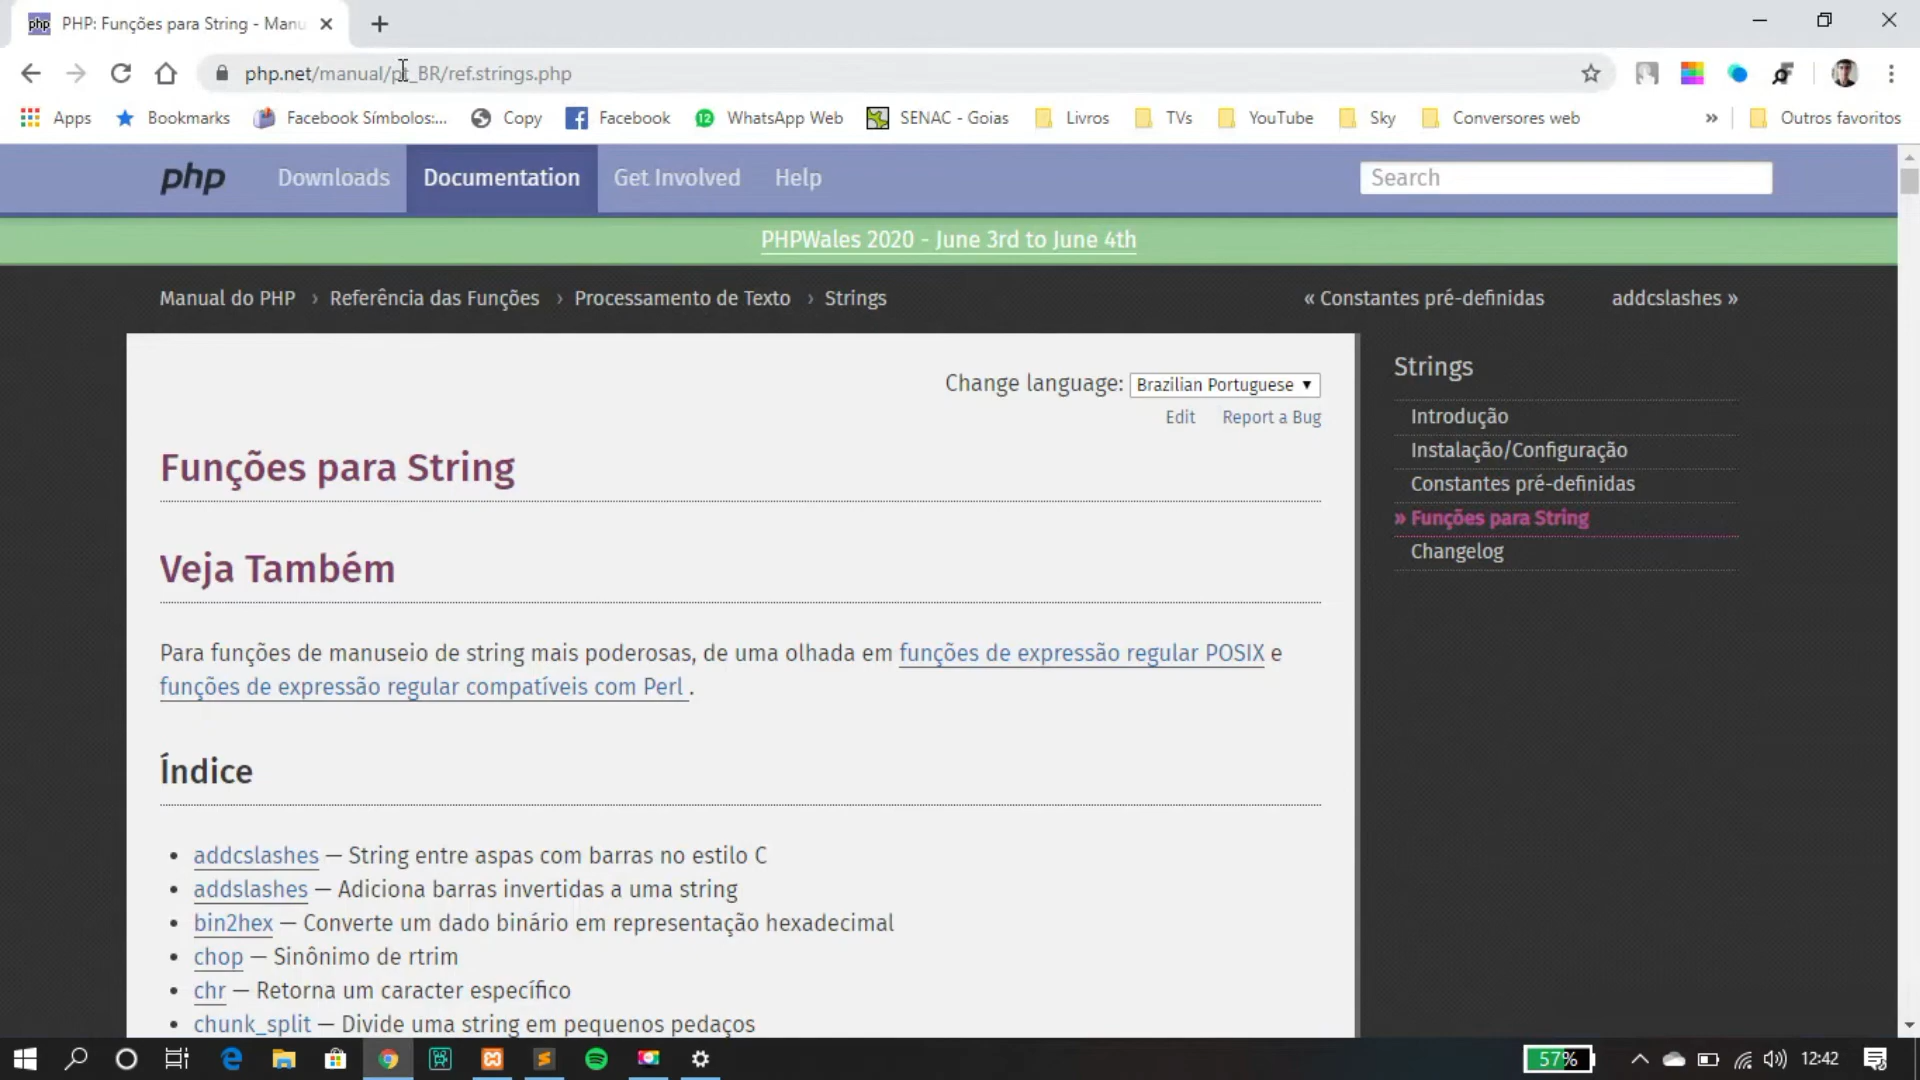 PHP: Funções para String - Manu
php.net/manual/pt_BR/ref.strings.php
Apps
Bookmarks
Facebook Símbolos:...
Copy
Facebook
12
WhatsApp Web
SENAC - Goias
Livros
TVs
YouTube
Sky
Conversores web
»
Outros favoritos
php
Downloads
Documentation
Get Involved
Help
Search
PHPWales 2020 - June 3rd to June 4th
Manual do PHP › Referência das Funções › Processamento de Texto › Strings
« Constantes pré-definidas
addcslashes »
Change language: Brazilian Portuguese
Edit Report a Bug
Funções para String
Veja Também
Para funções de manuseio de string mais poderosas, de uma olhada em funções de expressão regular POSIX e
funções de expressão regular compatíveis com Perl .
Índice
• addcslashes — String entre aspas com barras no estilo C
• addslashes — Adiciona barras invertidas a uma string
• bin2hex — Converte um dado binário em representação hexadecimal
• chop — Sinônimo de rtrim
• chr — Retorna um caracter específico
• chunk_split — Divide uma string em pequenos pedaços
Strings
Introdução
Instalação/Configuração
Constantes pré-definidas
» Funções para String
Changelog
57%
12:42